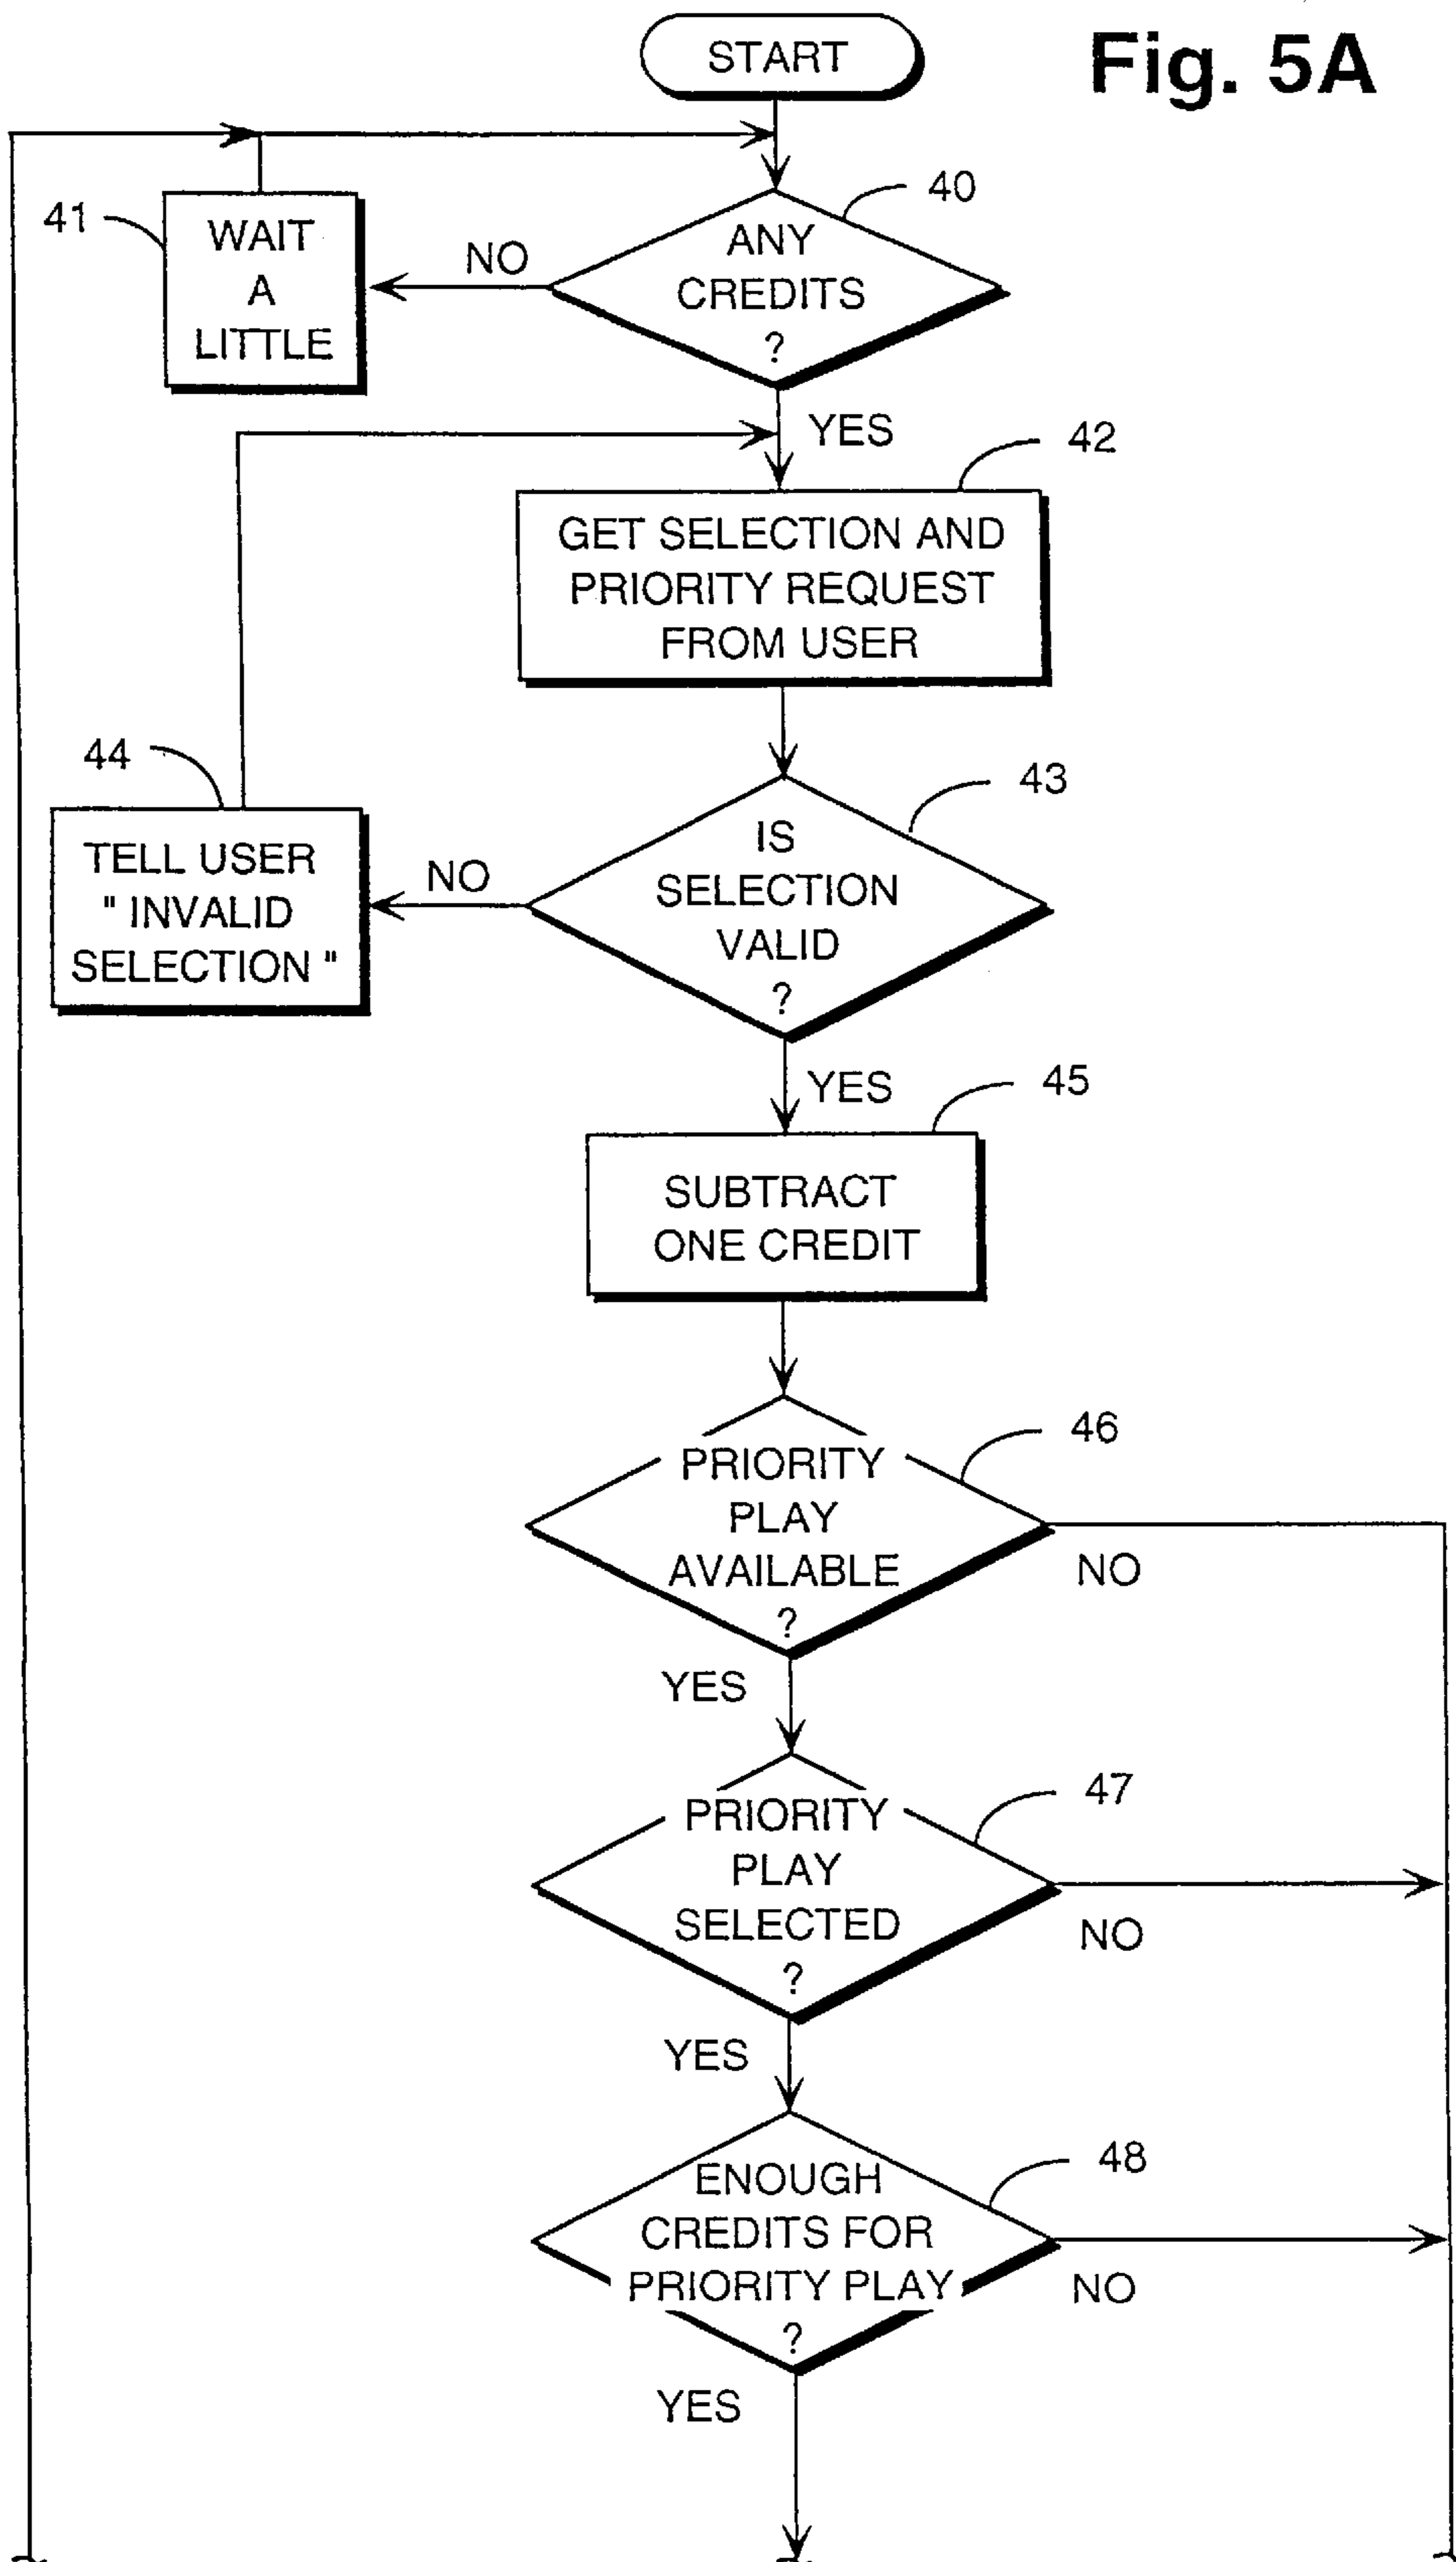 START
Fig. 5A
40
41
WAIT
A
LITTLE
NO
ANY
CREDITS
?
YES
42
GET SELECTION AND
PRIORITY REQUEST
FROM USER
44
43
TELL USER
" INVALID
SELECTION "
NO
IS
SELECTION
VALID
?
YES
45
SUBTRACT
ONE CREDIT
46
PRIORITY
PLAY
AVAILABLE
?
NO
YES
47
PRIORITY
PLAY
SELECTED
?
NO
YES
48
ENOUGH
CREDITS FOR
PRIORITY PLAY
?
NO
YES